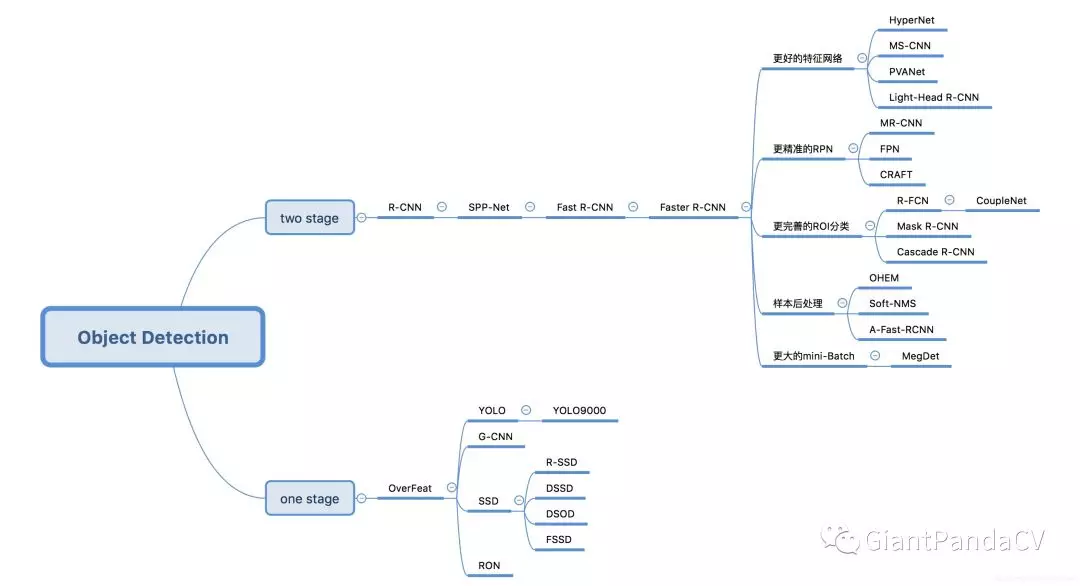 Object Detection
two stage
R-CNN
SPP-Net
Fast R-CNN
Faster R-CNN
更好的特征网络
HyperNet
MS-CNN
PVANet
Light-Head R-CNN
更精准的RPN
MR-CNN
FPN
CRAFT
更完善的ROI分类
R-FCN
CoupleNet
Mask R-CNN
Cascade R-CNN
样本后处理
OHEM
Soft-NMS
A-Fast-RCNN
更大的mini-Batch
MegDet
one stage
OverFeat
YOLO
YOLO9000
G-CNN
SSD
R-SSD
DSSD
DSOD
FSSD
RON
GiantPandaCV